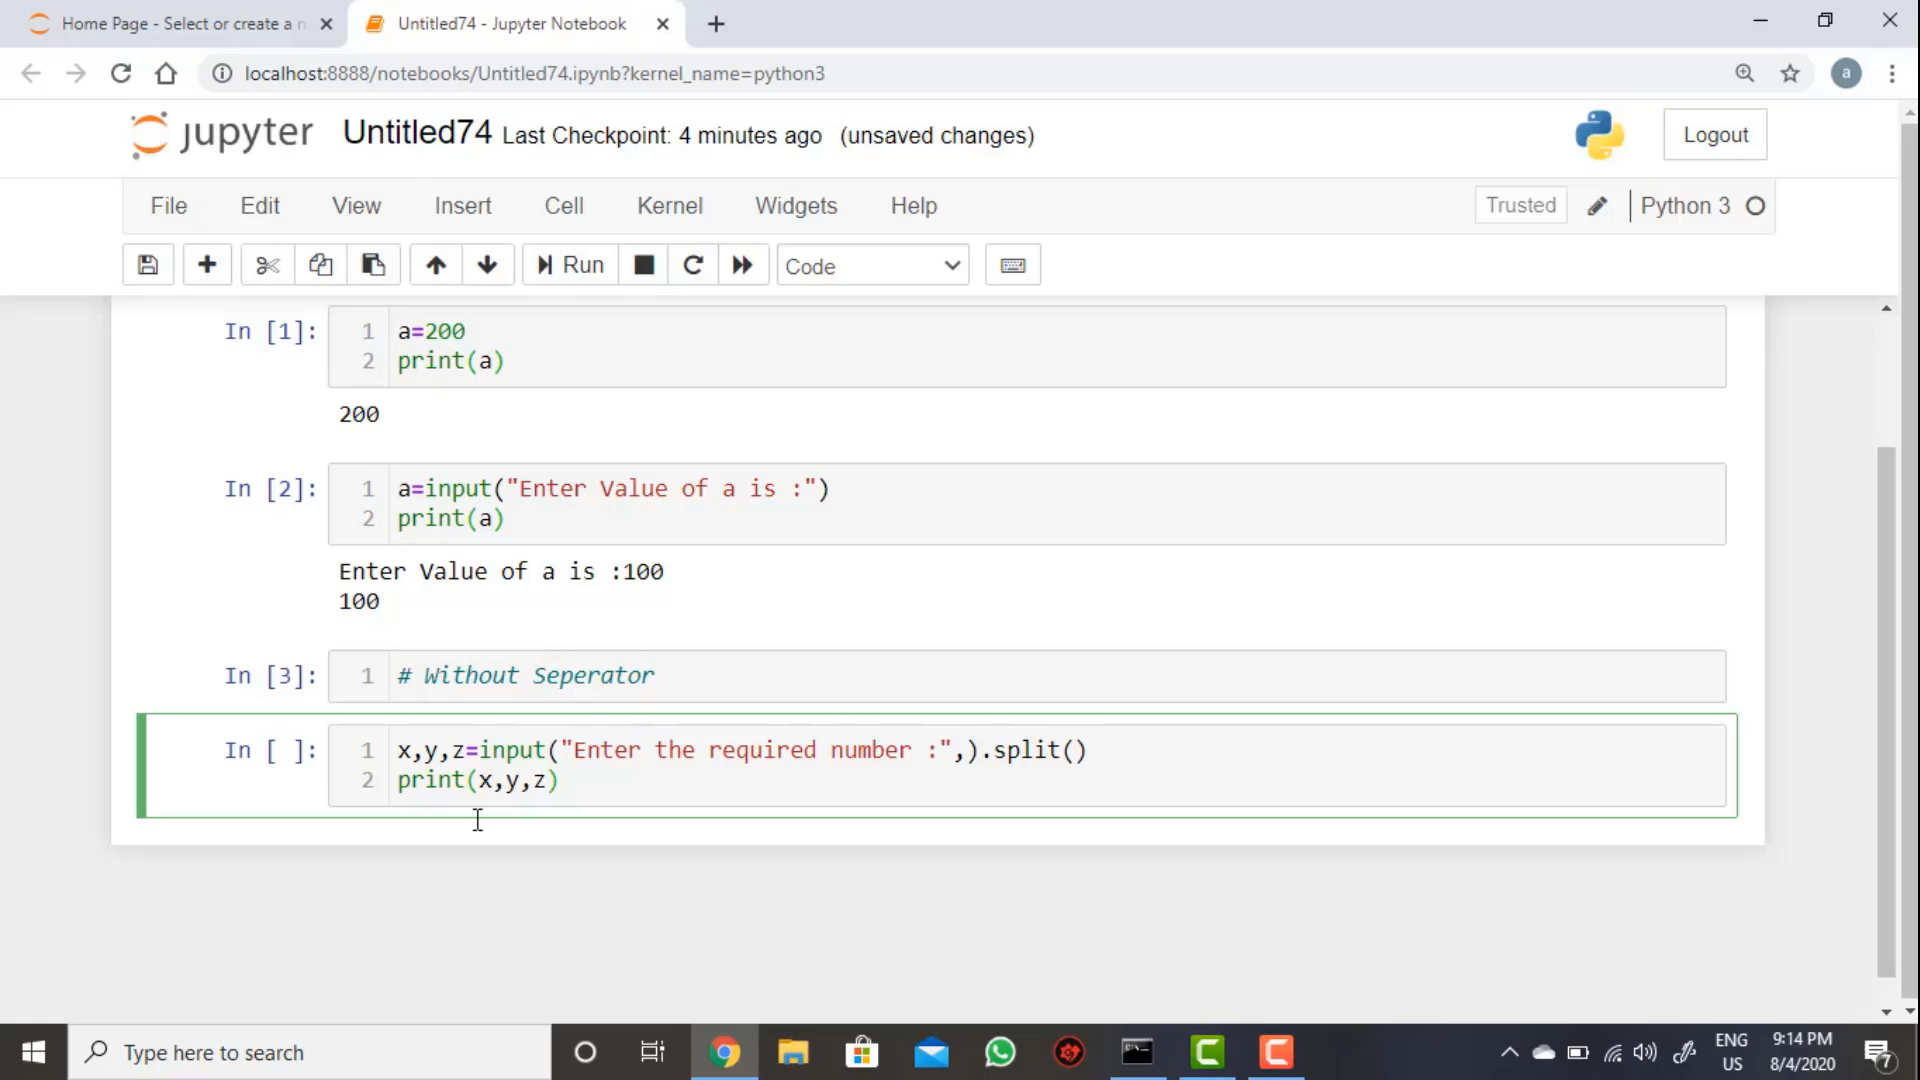 Home Page - Select or create a n
Untitled74 - Jupyter Notebook
localhost:8888/notebooks/Untitled74.ipynb?kernel_name=python3
a
jupyter Untitled74 Last Checkpoint: 4 minutes ago (unsaved changes)
Logout
File Edit View Insert Cell Kernel Widgets Help
Trusted Python 3
Run Code
In [1]: 1 a=200
2 print(a)
200
In [2]: 1 a=input("Enter Value of a is :")
2 print(a)
Enter Value of a is :100
100
In [3]: 1 # Without Seperator
In [ ]: 1 x,y,z=input("Enter the required number :",).split()
2 print(x,y,z)
Type here to search
ENG
US
9:14 PM
8/4/2020
7